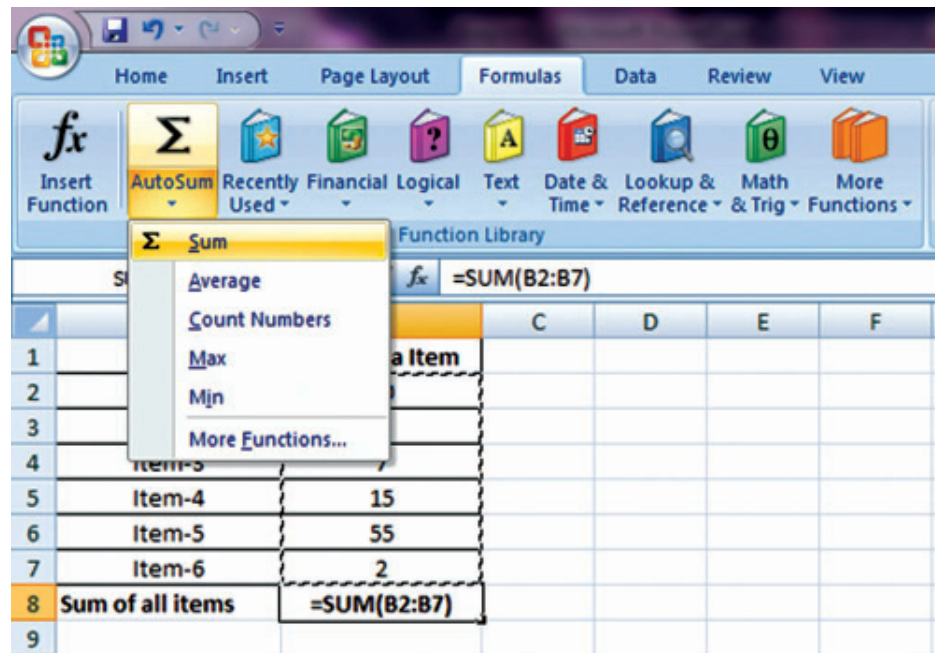 Home Insert Page Layout Formulas Data Review View
fx Σ ? A θ
Insert Function AutoSum Recently Used Financial Logical Text Date & Time Lookup & Reference Math & Trig More Functions
Function Library
Σ Sum
Average
Count Numbers
Max
Min
More Functions...
fx =SUM(B2:B7)
C D E F
1 a Item
2
3
4 Item-3 7
5 Item-4 15
6 Item-5 55
7 Item-6 2
8 Sum of all items =SUM(B2:B7)
9